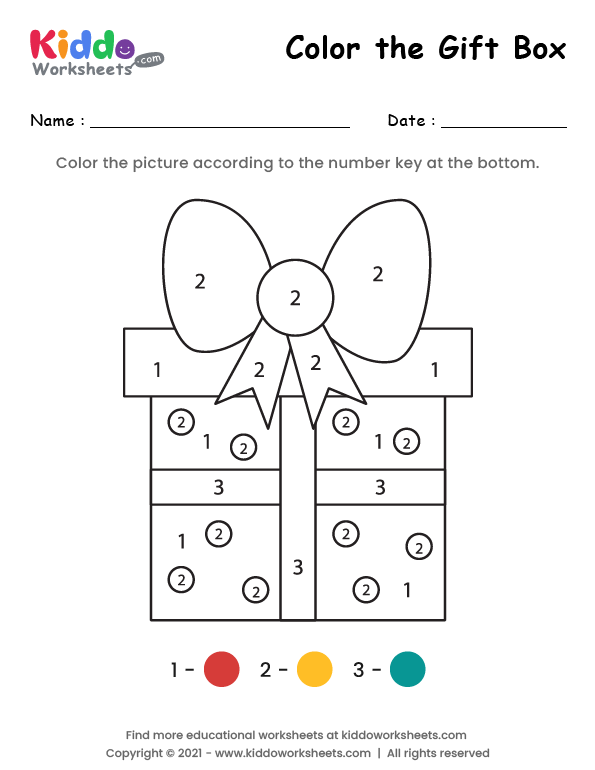 Kiddo
Worksheets.com
Color the Gift Box
Name :
Date :
Color the picture according to the number key at the bottom.
2
2
2
1
2
2
1
2
1
2
2
1
2
3
3
1
2
2
2
2
2
2
1
3
1 - 2 - 3 -
Find more educational worksheets at kiddoworksheets.com
Copyright © 2021 - www.kiddoworksheets.com | All rights reserved